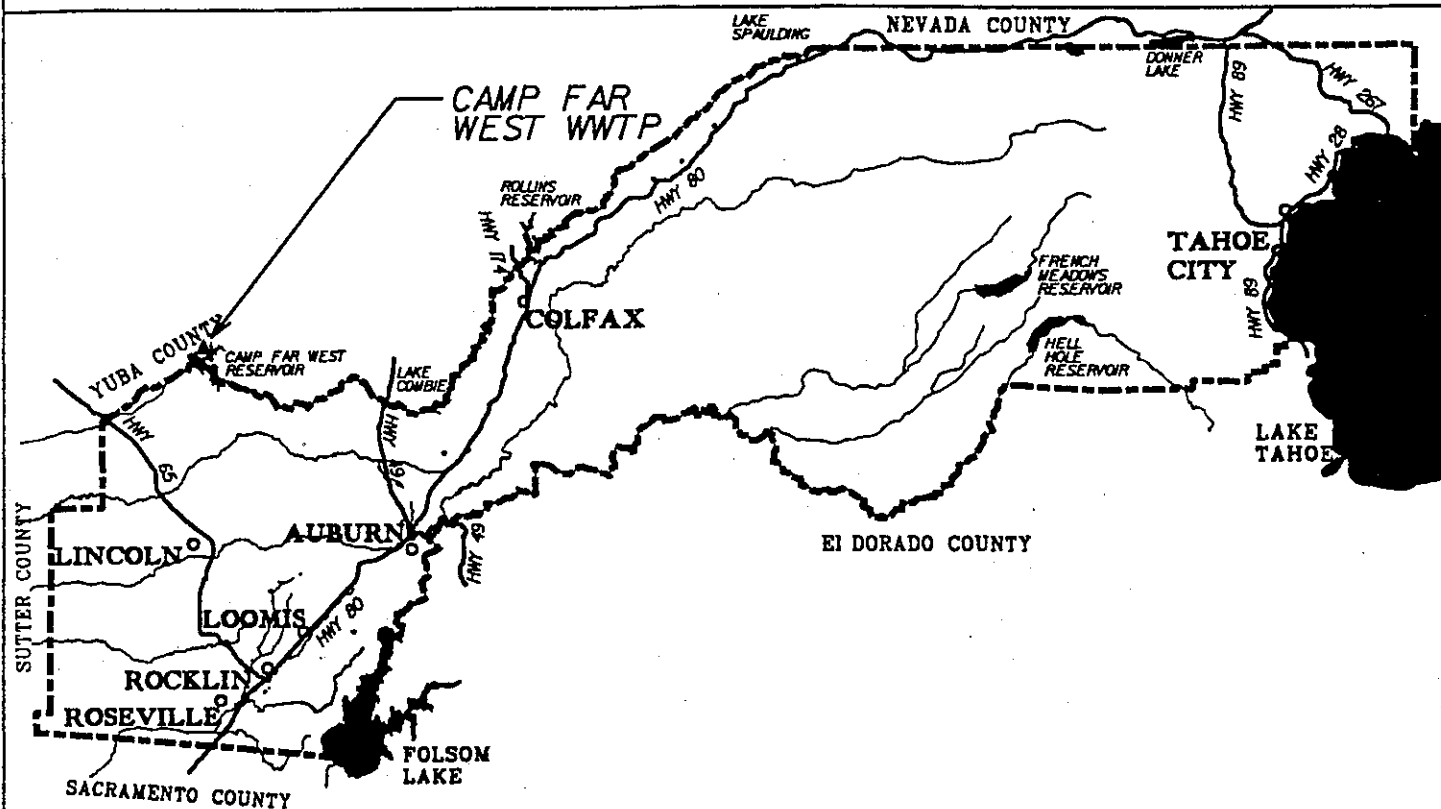 LAKE
SPAULDING
NEVADA COUNTY
DONNER
LAKE
HWY 89
HWY 267
CAMP FAR
WEST WWTP
HWY 28
ROLLINS
RESERVOIR
HWY 80
HWY 174
TAHOE
CITY
FRENCH
MEADOWS
RESERVOIR
HWY 89
COLFAX
YUBA COUNTY
CAMP FAR WEST
RESERVOIR
LAKE
COMBIE
HELL
HOLE
RESERVOIR
HWY
65
HWY 49
LAKE
TAHOE
SUTTER COUNTY
AUBURN
LINCOLN
HWY 49
El DORADO COUNTY
LOOMIS
HWY 80
ROCKLIN
ROSEVILLE
FOLSOM
LAKE
SACRAMENTO COUNTY